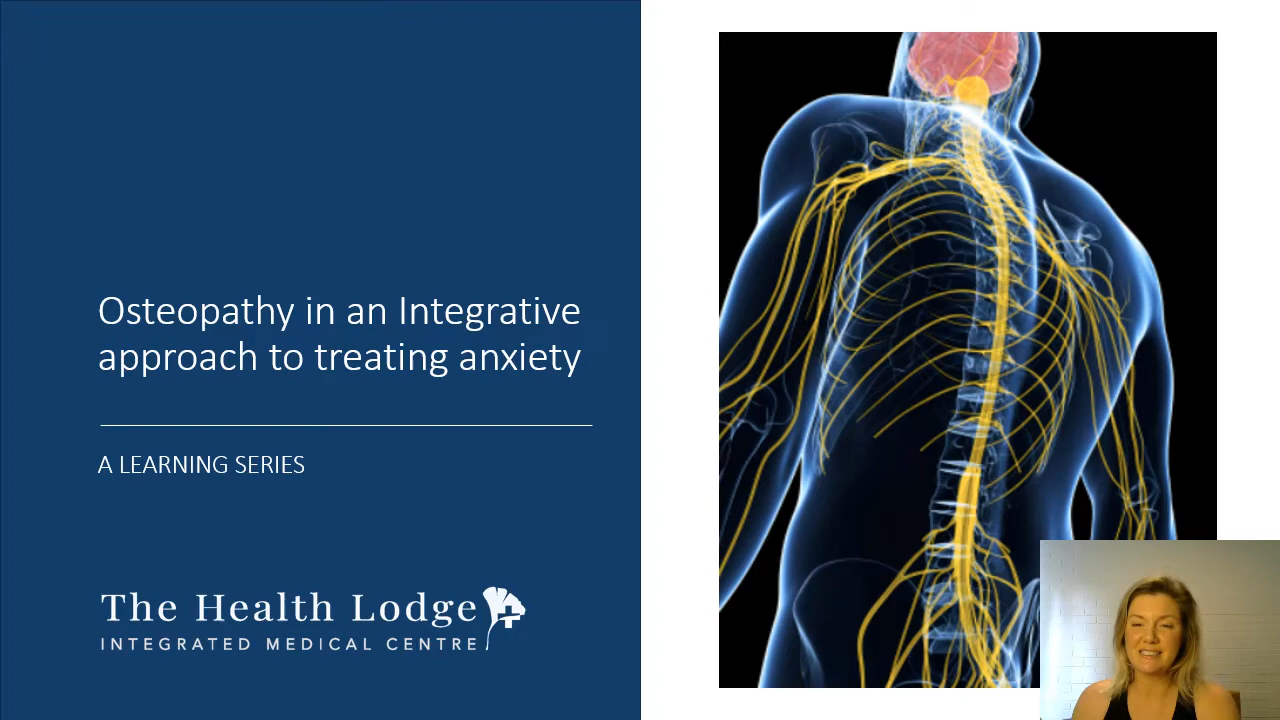 Osteopathy in an Integrative
approach to treating anxiety
A LEARNING SERIES
The Health Lodge
INTEGRATED MEDICAL CENTRE